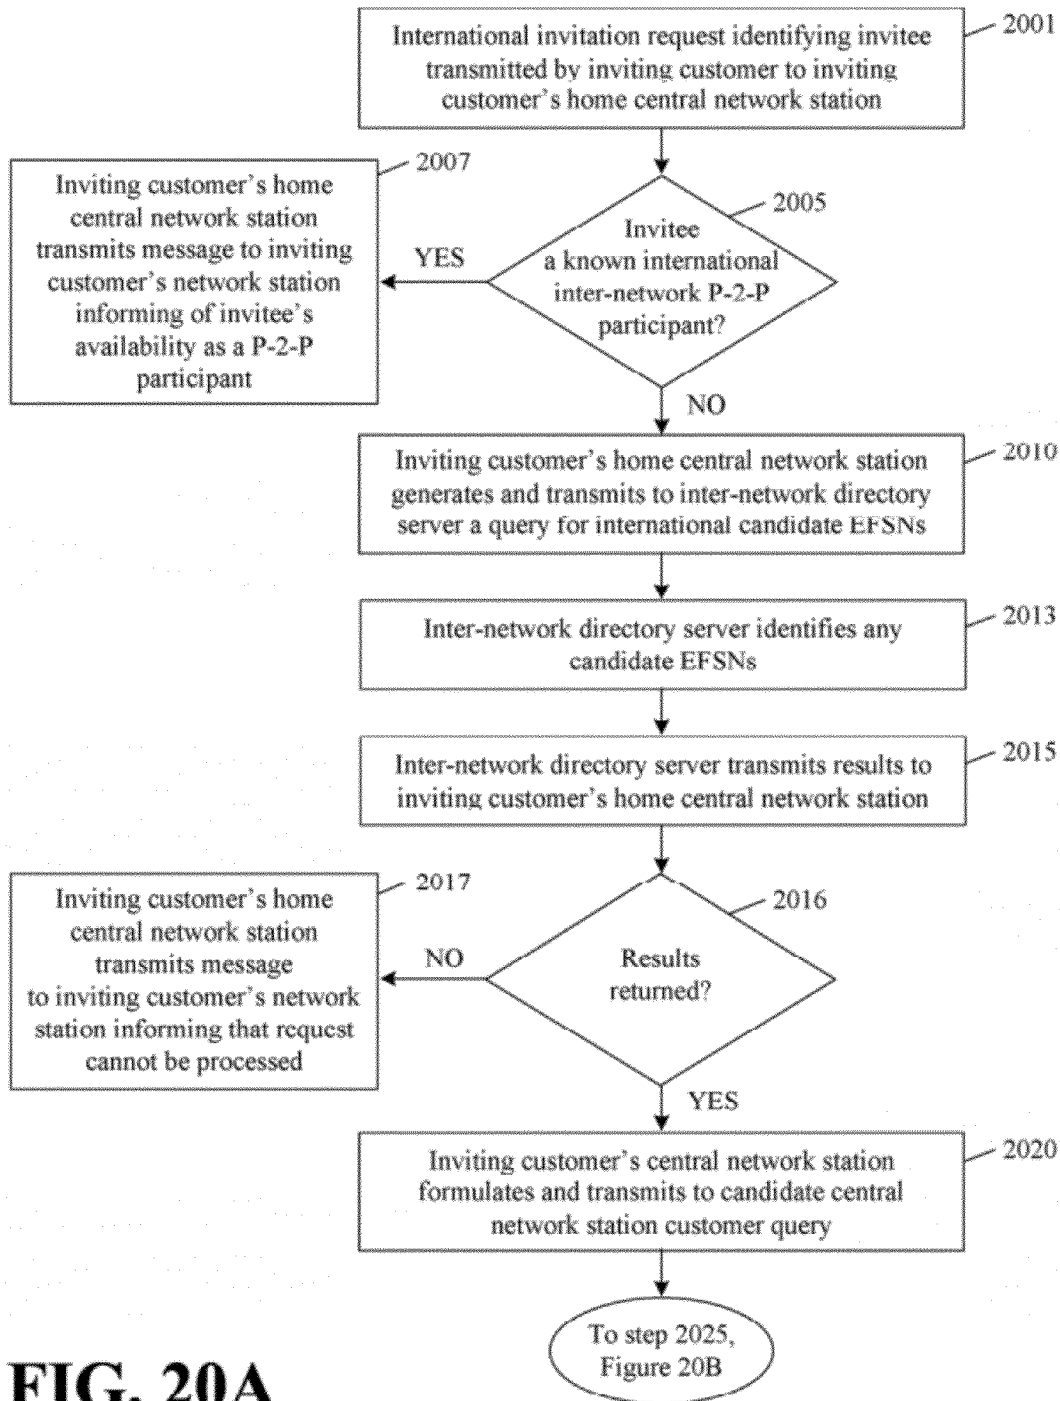 International invitation request identifying invitee
transmitted by inviting customer to inviting
customer's home central network station
2001
Inviting customer's home
central network station
transmits message to inviting
customer's network station
informing of invitee's
availability as a P-2-P
participant
2007
YES
Invitee
a known international
inter-network P-2-P
participant?
2005
NO
Inviting customer's home central network station
generates and transmits to inter-network directory
server a query for international candidate EFSNs
2010
Inter-network directory server identifies any
candidate EFSNs
2013
Inter-network directory server transmits results to
inviting customer's home central network station
2015
Inviting customer's home
central network station
transmits message
to inviting customer's network
station informing that request
cannot be processed
2017
NO
Results
returned?
2016
YES
Inviting customer's central network station
formulates and transmits to candidate central
network station customer query
2020
To step 2025,
Figure 20B
FIG. 20A